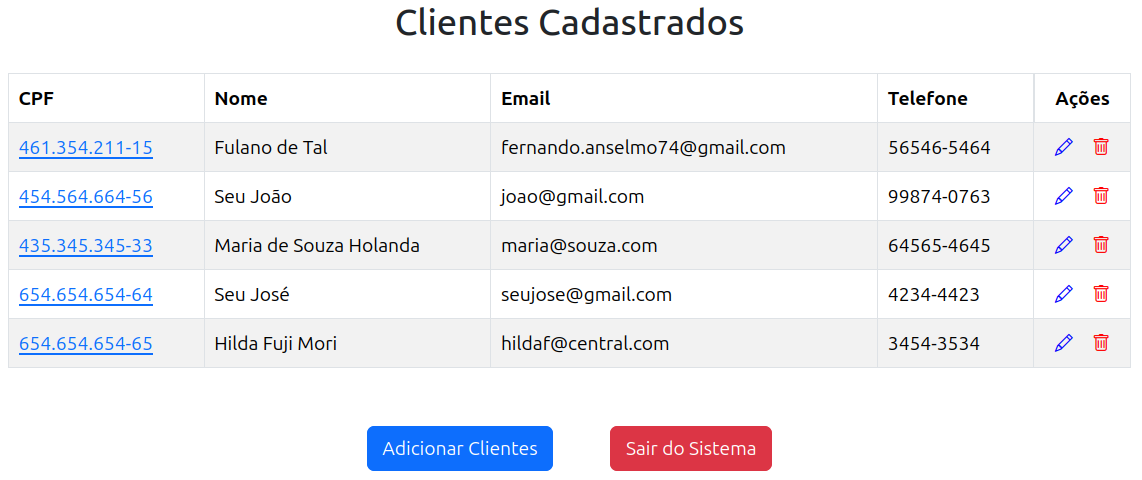 Clientes Cadastrados
CPF Nome Email Telefone Ações
461.354.211-15 Fulano de Tal fernando.anselmo74@gmail.com 56546-5464
454.564.664-56 Seu João joao@gmail.com 99874-0763
435.345.345-33 Maria de Souza Holanda maria@souza.com 64565-4645
654.654.654-64 Seu José seujose@gmail.com 4234-4423
654.654.654-65 Hilda Fuji Mori hildaf@central.com 3454-3534
Adicionar Clientes Sair do Sistema